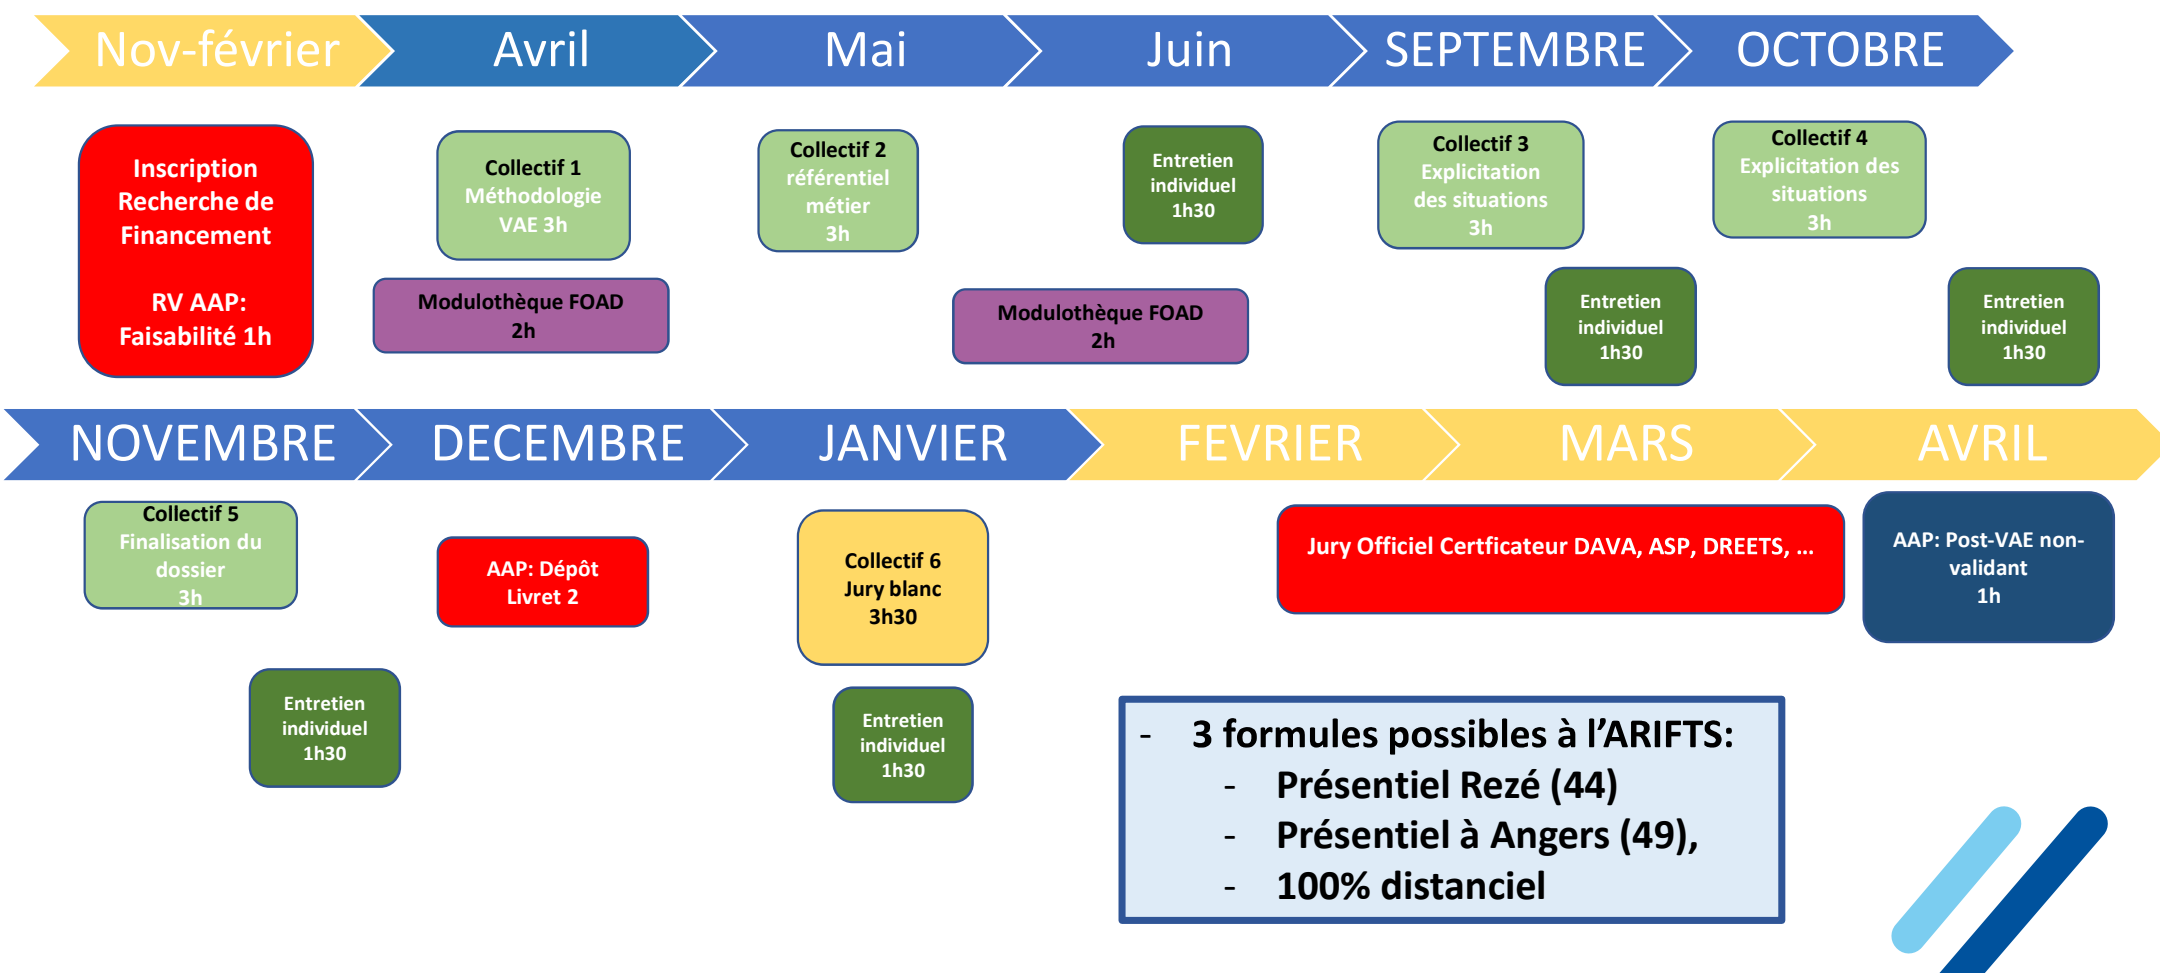 Nov-février
Avril
Mai
Juin
SEPTEMBRE
OCTOBRE
Inscription
Recherche de
Financement
RV AAP:
Faisabilité 1h
Collectif 1
Méthodologie
VAE 3h
Modulothèque FOAD
2h
Collectif 2
référentiel
métier
3h
Modulothèque FOAD
2h
Entretien
individuel
1h30
Collectif 3
Explicitation
des situations
3h
Entretien
individuel
1h30
Collectif 4
Explicitation des
situations
3h
Entretien
individuel
1h30
NOVEMBRE
DECEMBRE
JANVIER
FEVRIER
MARS
AVRIL
Collectif 5
Finalisation du
dossier
3h
Entretien
individuel
1h30
AAP: Dépôt
Livret 2
Collectif 6
Jury blanc
3h30
Entretien
individuel
1h30
Jury Officiel Certficateur DAVA, ASP, DREETS, ...
AAP: Post-VAE non-
validant
1h
- 3 formules possibles à l’ARIFTS:
- Présentiel Rezé (44)
- Présentiel à Angers (49),
- 100% distanciel